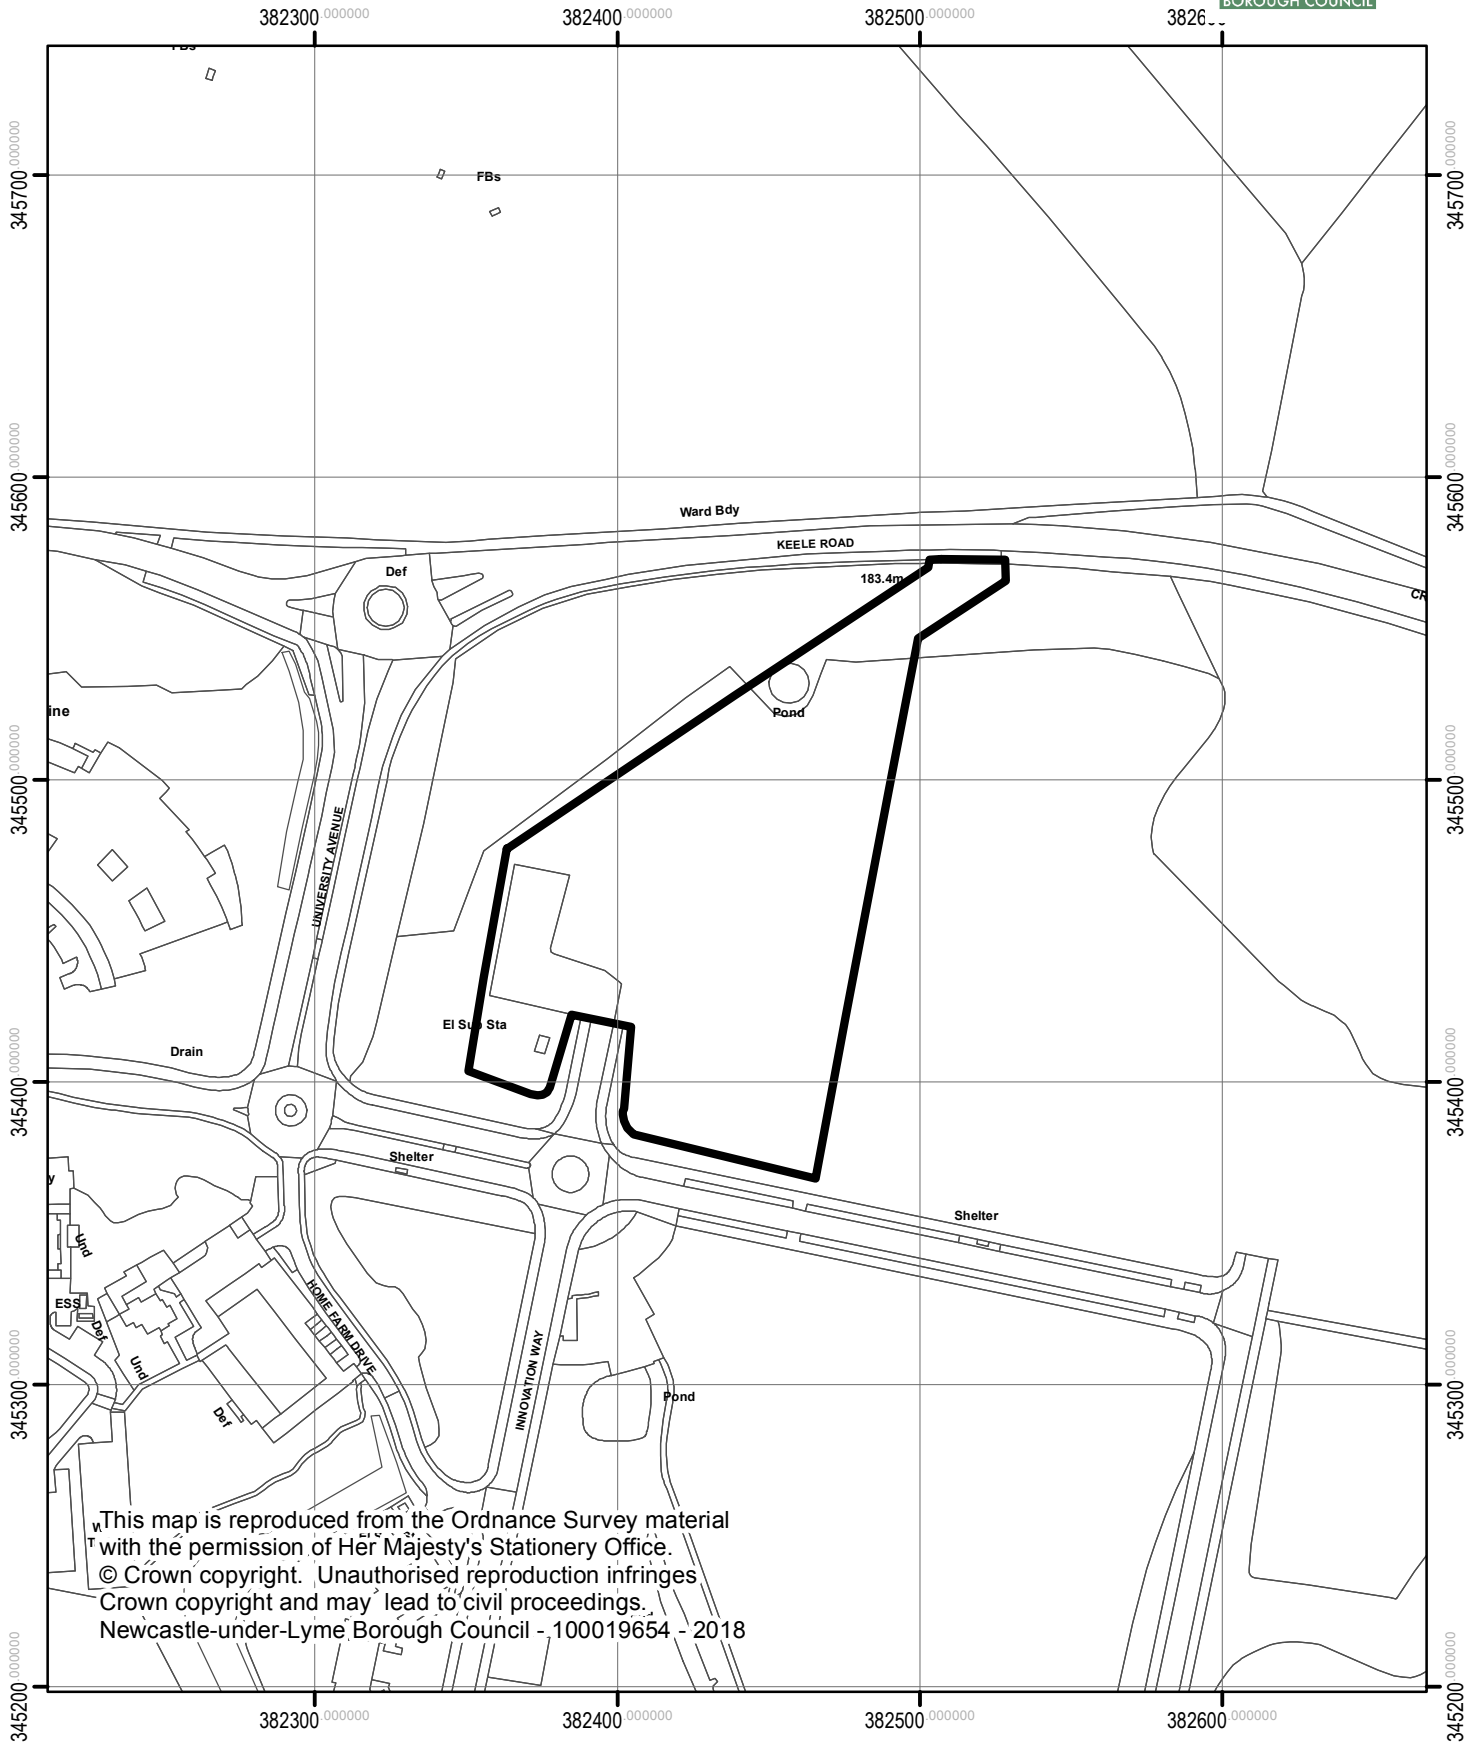 BOROUGH COUNCIL
382300.000000
382400.000000
382500.000000
FBs
345700.000000
345700.000000
FBs
345600.000000
345600.000000
Ward Bdy
KEELE ROAD
Def
183.4m
ine
Pond
345500.000000
345500.000000
UNIVERSITY AVENUE
El Sub Sta
Drain
345400.000000
345400.000000
Shelter
y
Shelter
Und
ESS
Def
HOME FARM DRIVE
Und
INNOVATION WAY
345300.000000
345300.000000
Pond
Def
This map is reproduced from the Ordnance Survey material
with the permission of Her Majesty's Stationery Office.
© Crown copyright. Unauthorised reproduction infringes
Crown copyright and may lead to civil proceedings.
Newcastle-under-Lyme Borough Council - 100019654 - 2018
345200.000000
345200.000000
382300.000000
382400.000000
382500.000000
382600.000000